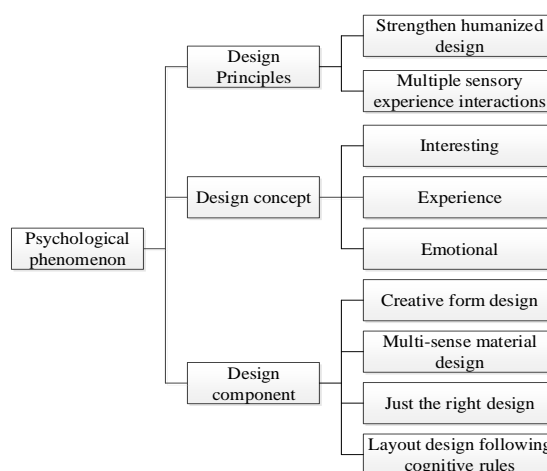 Strengthen humanized
design
Design
Principles
Multiple sensory
experience interactions
Interesting
Design concept
Experience
Emotional
Psychological
phenomenon
Creative form design
Multi-sense material
design
Design
component
Just the right design
Layout design following
cognitive rules